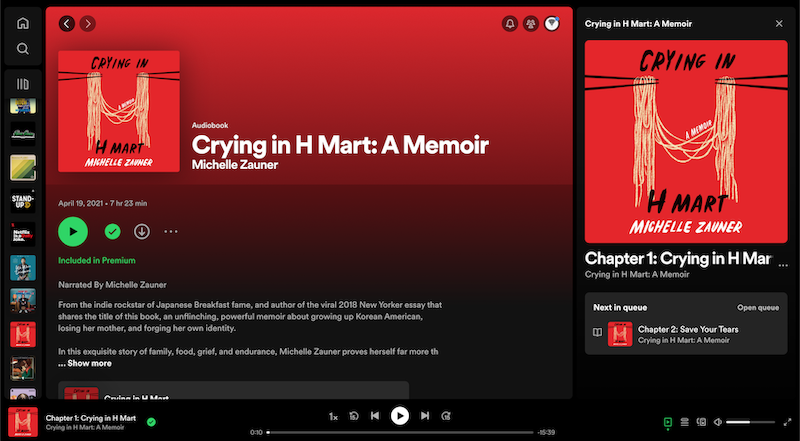 STAND-UP
Netflix Is a Joke.
CRYING IN
A MEMOIR
H MART
MICHELLE ZAUNER
Audiobook
Crying in H Mart: A Memoir
Michelle Zauner
April 19, 2021 • 7 hr 23 min
Included in Premium
Narrated By Michelle Zauner
From the indie rockstar of Japanese Breakfast fame, and author of the viral 2018 New Yorker essay that
shares the title of this book, an unflinching, powerful memoir about growing up Korean American,
losing her mother, and forging her own identity.
In this exquisite story of family, food, grief, and endurance, Michelle Zauner proves herself far more th
... Show more
Crying in H Mart
Crying in H Mart: A Memoir
CRYING IN
A MEMOIR
H MART
MICHELLE ZAUNER
Chapter 1: Crying in H Mar
...
Crying in H Mart: A Memoir
Next in queue
Open queue
Chapter 2: Save Your Tears
Crying in H Mart: A Memoir
Chapter 1: Crying in H Mart
Crying in H Mart: A Memoir
1x
15
15
0:10
-15:39